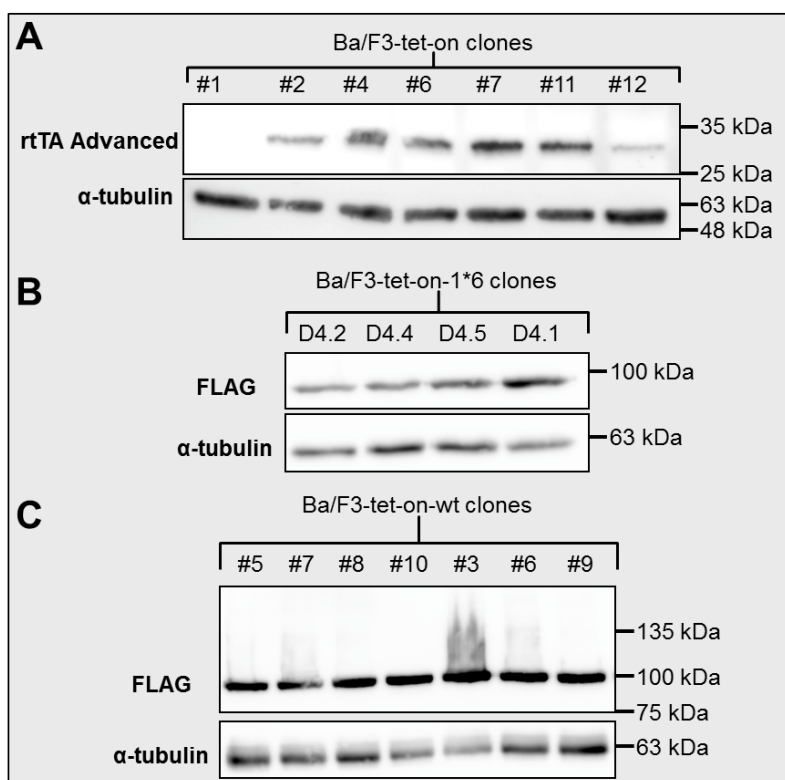 A
Ba/F3-tet-on clones
#1 #2 #4 #6 #7 #11 #12
rtTA Advanced
35 kDa
25 kDa
α-tubulin
63 kDa
48 kDa
B
Ba/F3-tet-on-1*6 clones
D4.2 D4.4 D4.5 D4.1
FLAG
100 kDa
α-tubulin
63 kDa
C
Ba/F3-tet-on-wt clones
#5 #7 #8 #10 #3 #6 #9
FLAG
135 kDa
100 kDa
75 kDa
α-tubulin
63 kDa